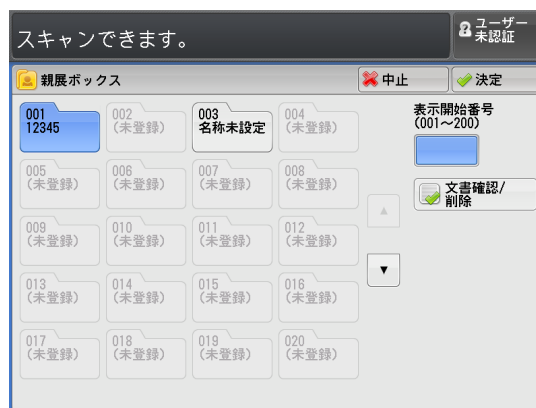 スキャンできます。
ユーザー
未認証
親展ボックス
中止
決定
001
12345
002
(未登録)
003
名称未設定
004
(未登録)
表示開始番号
(001～200)
005
(未登録)
006
(未登録)
007
(未登録)
008
(未登録)
文書確認/
削除
009
(未登録)
010
(未登録)
011
(未登録)
012
(未登録)
013
(未登録)
014
(未登録)
015
(未登録)
016
(未登録)
017
(未登録)
018
(未登録)
019
(未登録)
020
(未登録)